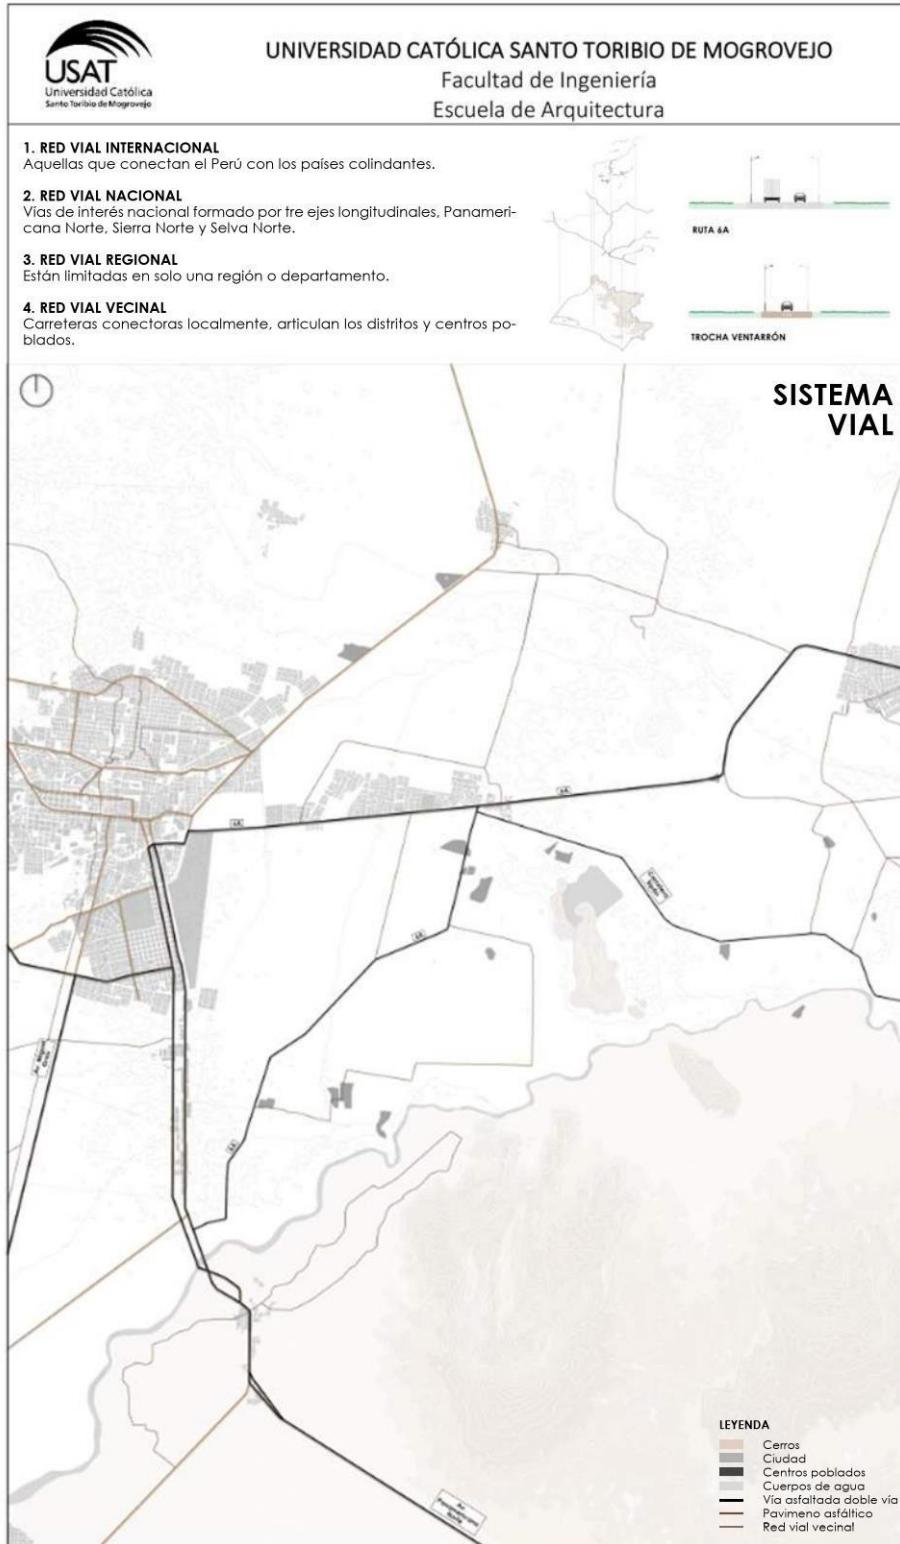 USAT
Universidad Católica
Santo Toribio de Mogrovejo
UNIVERSIDAD CATÓLICA SANTO TORIBIO DE MOGROVEJO
Facultad de Ingeniería
Escuela de Arquitectura
1. RED VIAL INTERNACIONAL
Aquellas que conectan el Perú con los países colindantes.
2. RED VIAL NACIONAL
Vías de interés nacional formado por tre ejes longitudinales, Panameri-
cana Norte, Sierra Norte y Selva Norte.
3. RED VIAL REGIONAL
Están limitadas en solo una región o departamento.
4. RED VIAL VECINAL
Carreteras conectoras localmente, articulan los distritos y centros po-
blados.
RUTA 6A
TROCHA VENTARRÓN
SISTEMA
VIAL
6A
6A
6A
6A
LEYENDA
Cerros
Ciudad
Centros poblados
Cuerpos de agua
Vía asfaltada doble vía
Pavimeno asfáltico
Red vial vecinal